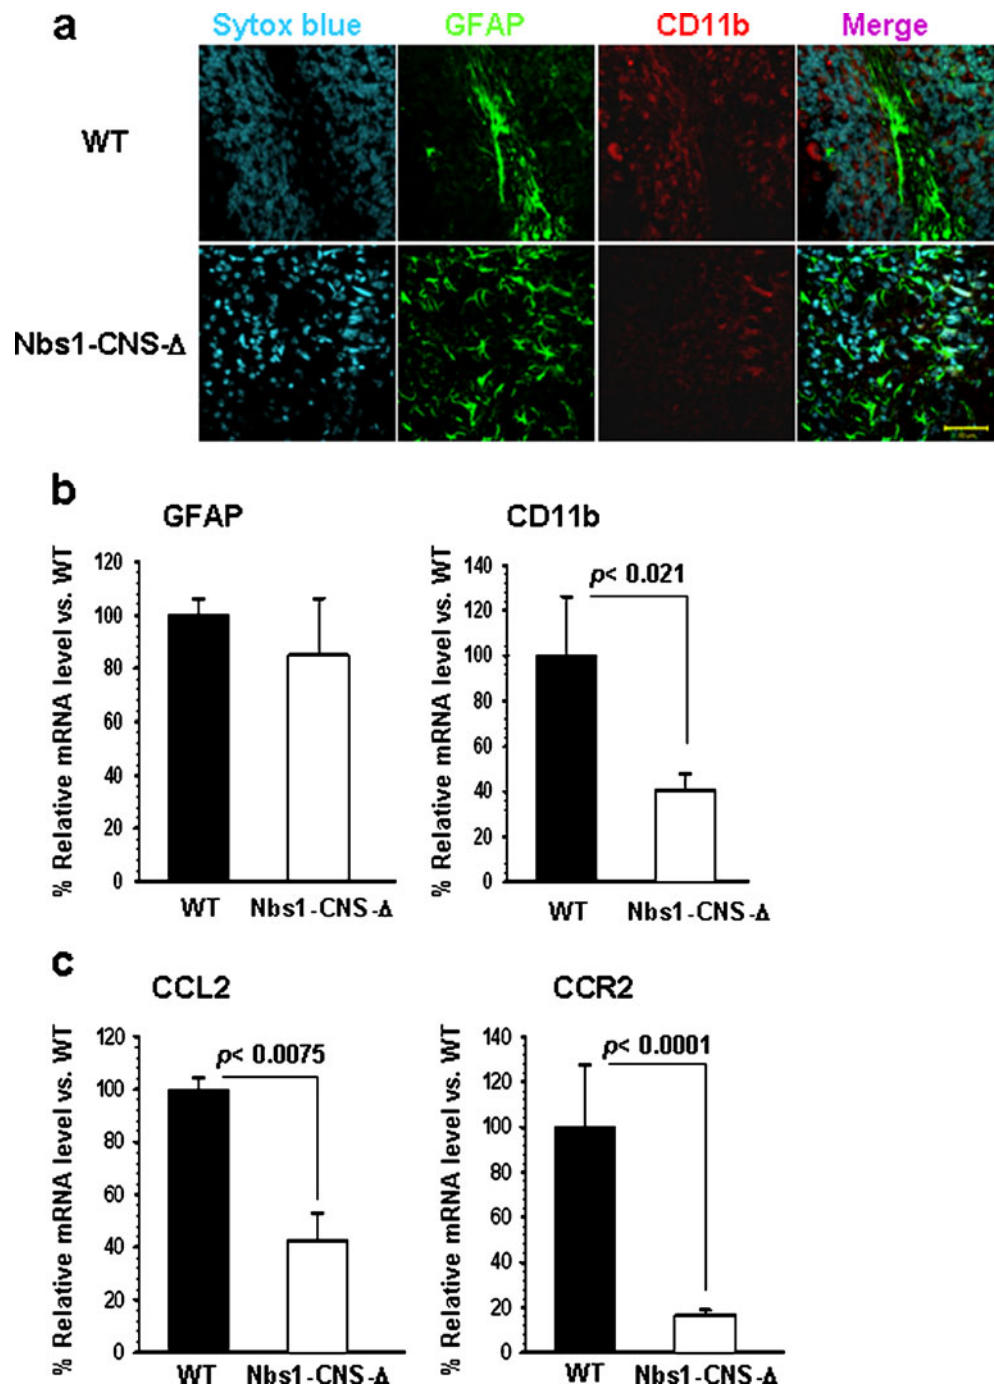 a
Sytox blue GFAP CD11b Merge
WT
Nbs1-CNS-Δ
b
GFAP
% Relative mRNA level vs. WT
120
100
80
60
40
20
0
WT Nbs1-CNS-Δ
CD11b
% Relative mRNA level vs. WT
p< 0.021
140
120
100
80
60
40
20
0
WT Nbs1-CNS-Δ
c
CCL2
% Relative mRNA level vs. WT
p< 0.0075
120
100
80
60
40
20
0
WT Nbs1-CNS-Δ
CCR2
% Relative mRNA level vs. WT
p< 0.0001
140
120
100
80
60
40
20
0
WT Nbs1-CNS-Δ